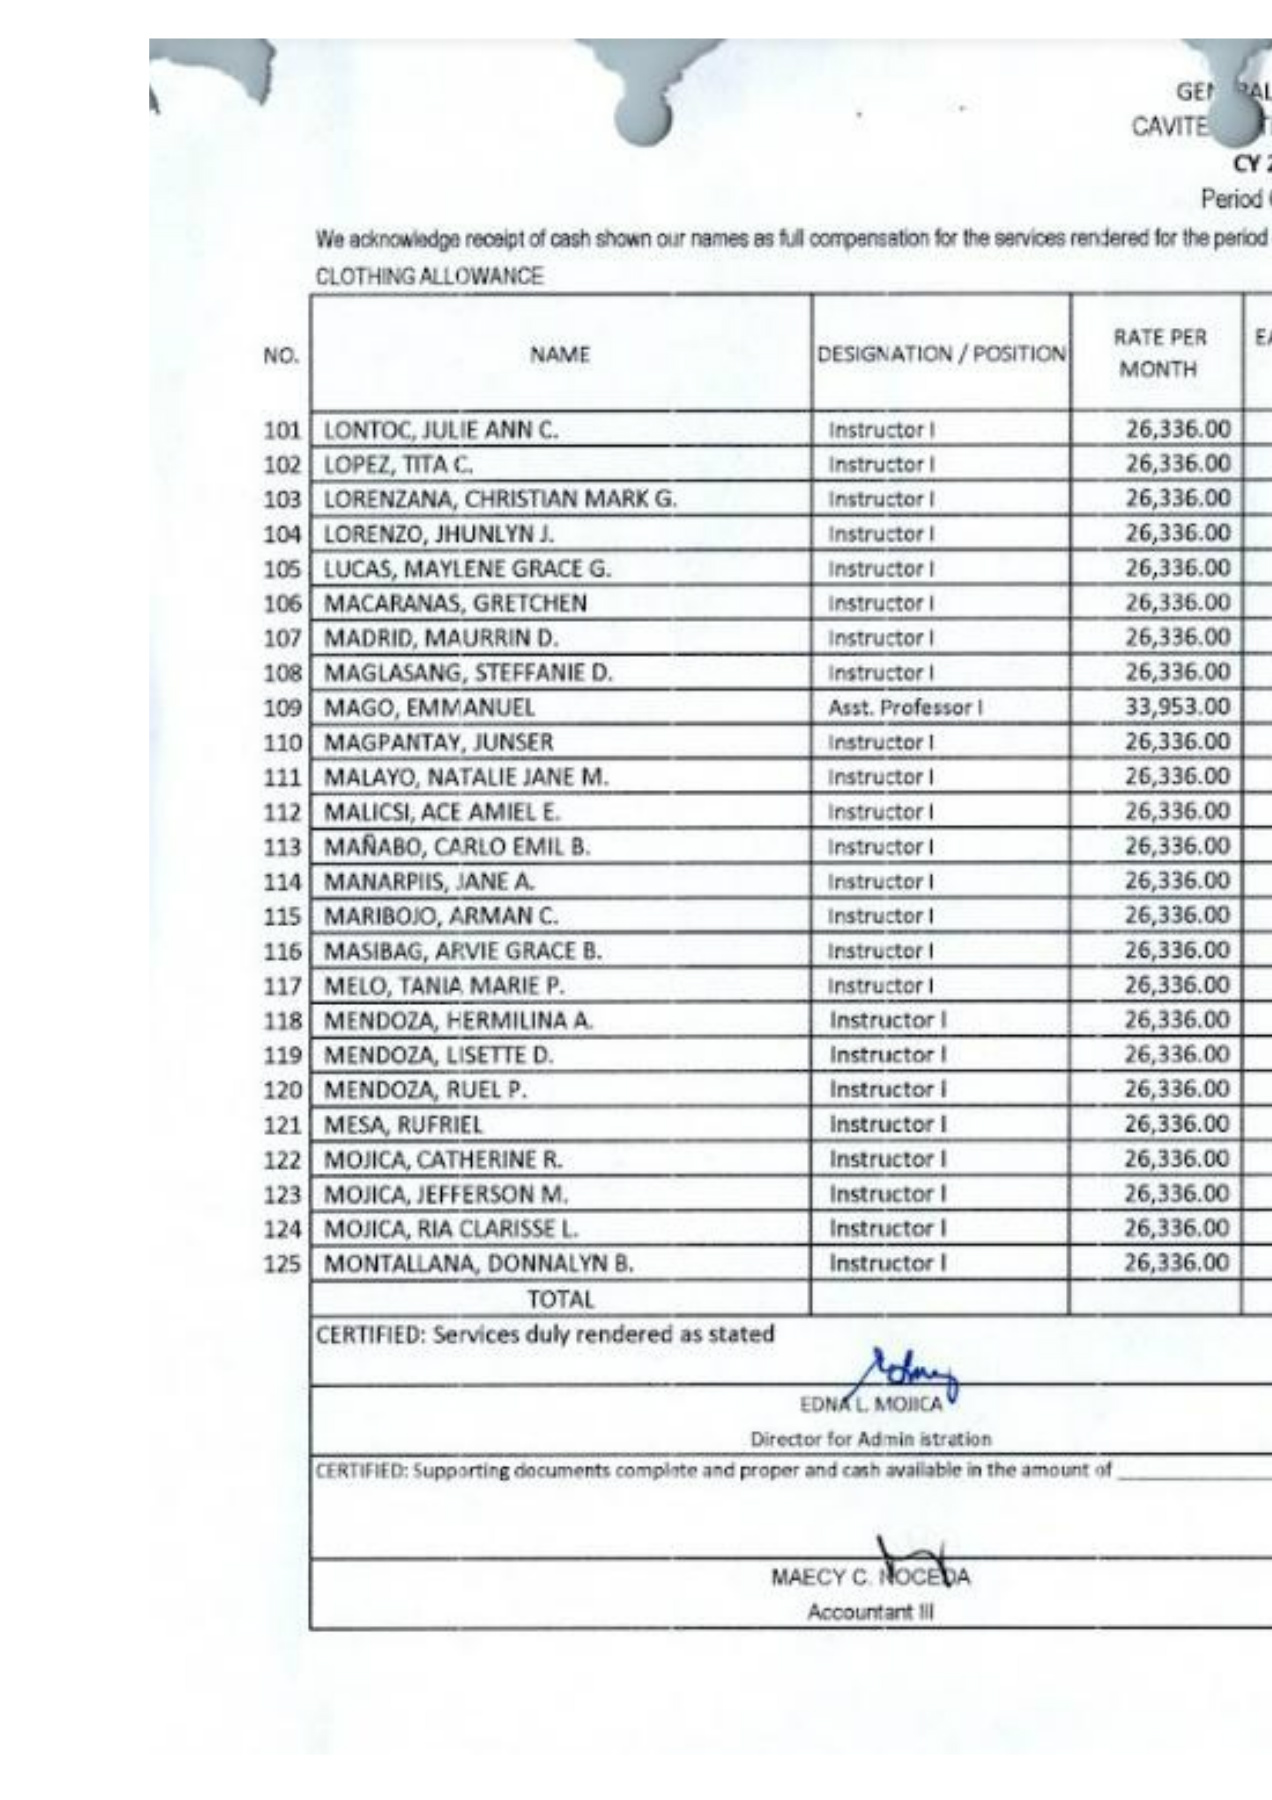 GEN RAL
CAVITE
CY 2
Period
We acknowledge receipt of cash shown our names as full compensation for the services rendered for the period
CLOTHING ALLOWANCE
NO. NAME DESIGNATION / POSITION RATE PER MONTH EA
101 LONTOC, JULIE ANN C. Instructor I 26,336.00
102 LOPEZ, TITA C. Instructor I 26,336.00
103 LORENZANA, CHRISTIAN MARK G. Instructor I 26,336.00
104 LORENZO, JHUNLYN J. Instructor I 26,336.00
105 LUCAS, MAYLENE GRACE G. Instructor I 26,336.00
106 MACARANAS, GRETCHEN Instructor I 26,336.00
107 MADRID, MAURRIN D. Instructor I 26,336.00
108 MAGLASANG, STEFFANIE D. Instructor I 26,336.00
109 MAGO, EMMANUEL Asst. Professor I 33,953.00
110 MAGPANTAY, JUNSER Instructor I 26,336.00
111 MALAYO, NATALIE JANE M. Instructor I 26,336.00
112 MALICSI, ACE AMIEL E. Instructor I 26,336.00
113 MAÑABO, CARLO EMIL B. Instructor I 26,336.00
114 MANARPIIS, JANE A. Instructor I 26,336.00
115 MARIBOJO, ARMAN C. Instructor I 26,336.00
116 MASIBAG, ARVIE GRACE B. Instructor I 26,336.00
117 MELO, TANIA MARIE P. Instructor I 26,336.00
118 MENDOZA, HERMILINA A. Instructor I 26,336.00
119 MENDOZA, LISETTE D. Instructor I 26,336.00
120 MENDOZA, RUEL P. Instructor I 26,336.00
121 MESA, RUFRIEL Instructor I 26,336.00
122 MOJICA, CATHERINE R. Instructor I 26,336.00
123 MOJICA, JEFFERSON M. Instructor I 26,336.00
124 MOJICA, RIA CLARISSE L. Instructor I 26,336.00
125 MONTALLANA, DONNALYN B. Instructor I 26,336.00
TOTAL
CERTIFIED: Services duly rendered as stated
EDNA L. MOJICA
Director for Admin istration
CERTIFIED: Supporting documents complete and proper and cash available in the amount of
MAECY C. NOCEDA
Accountant III